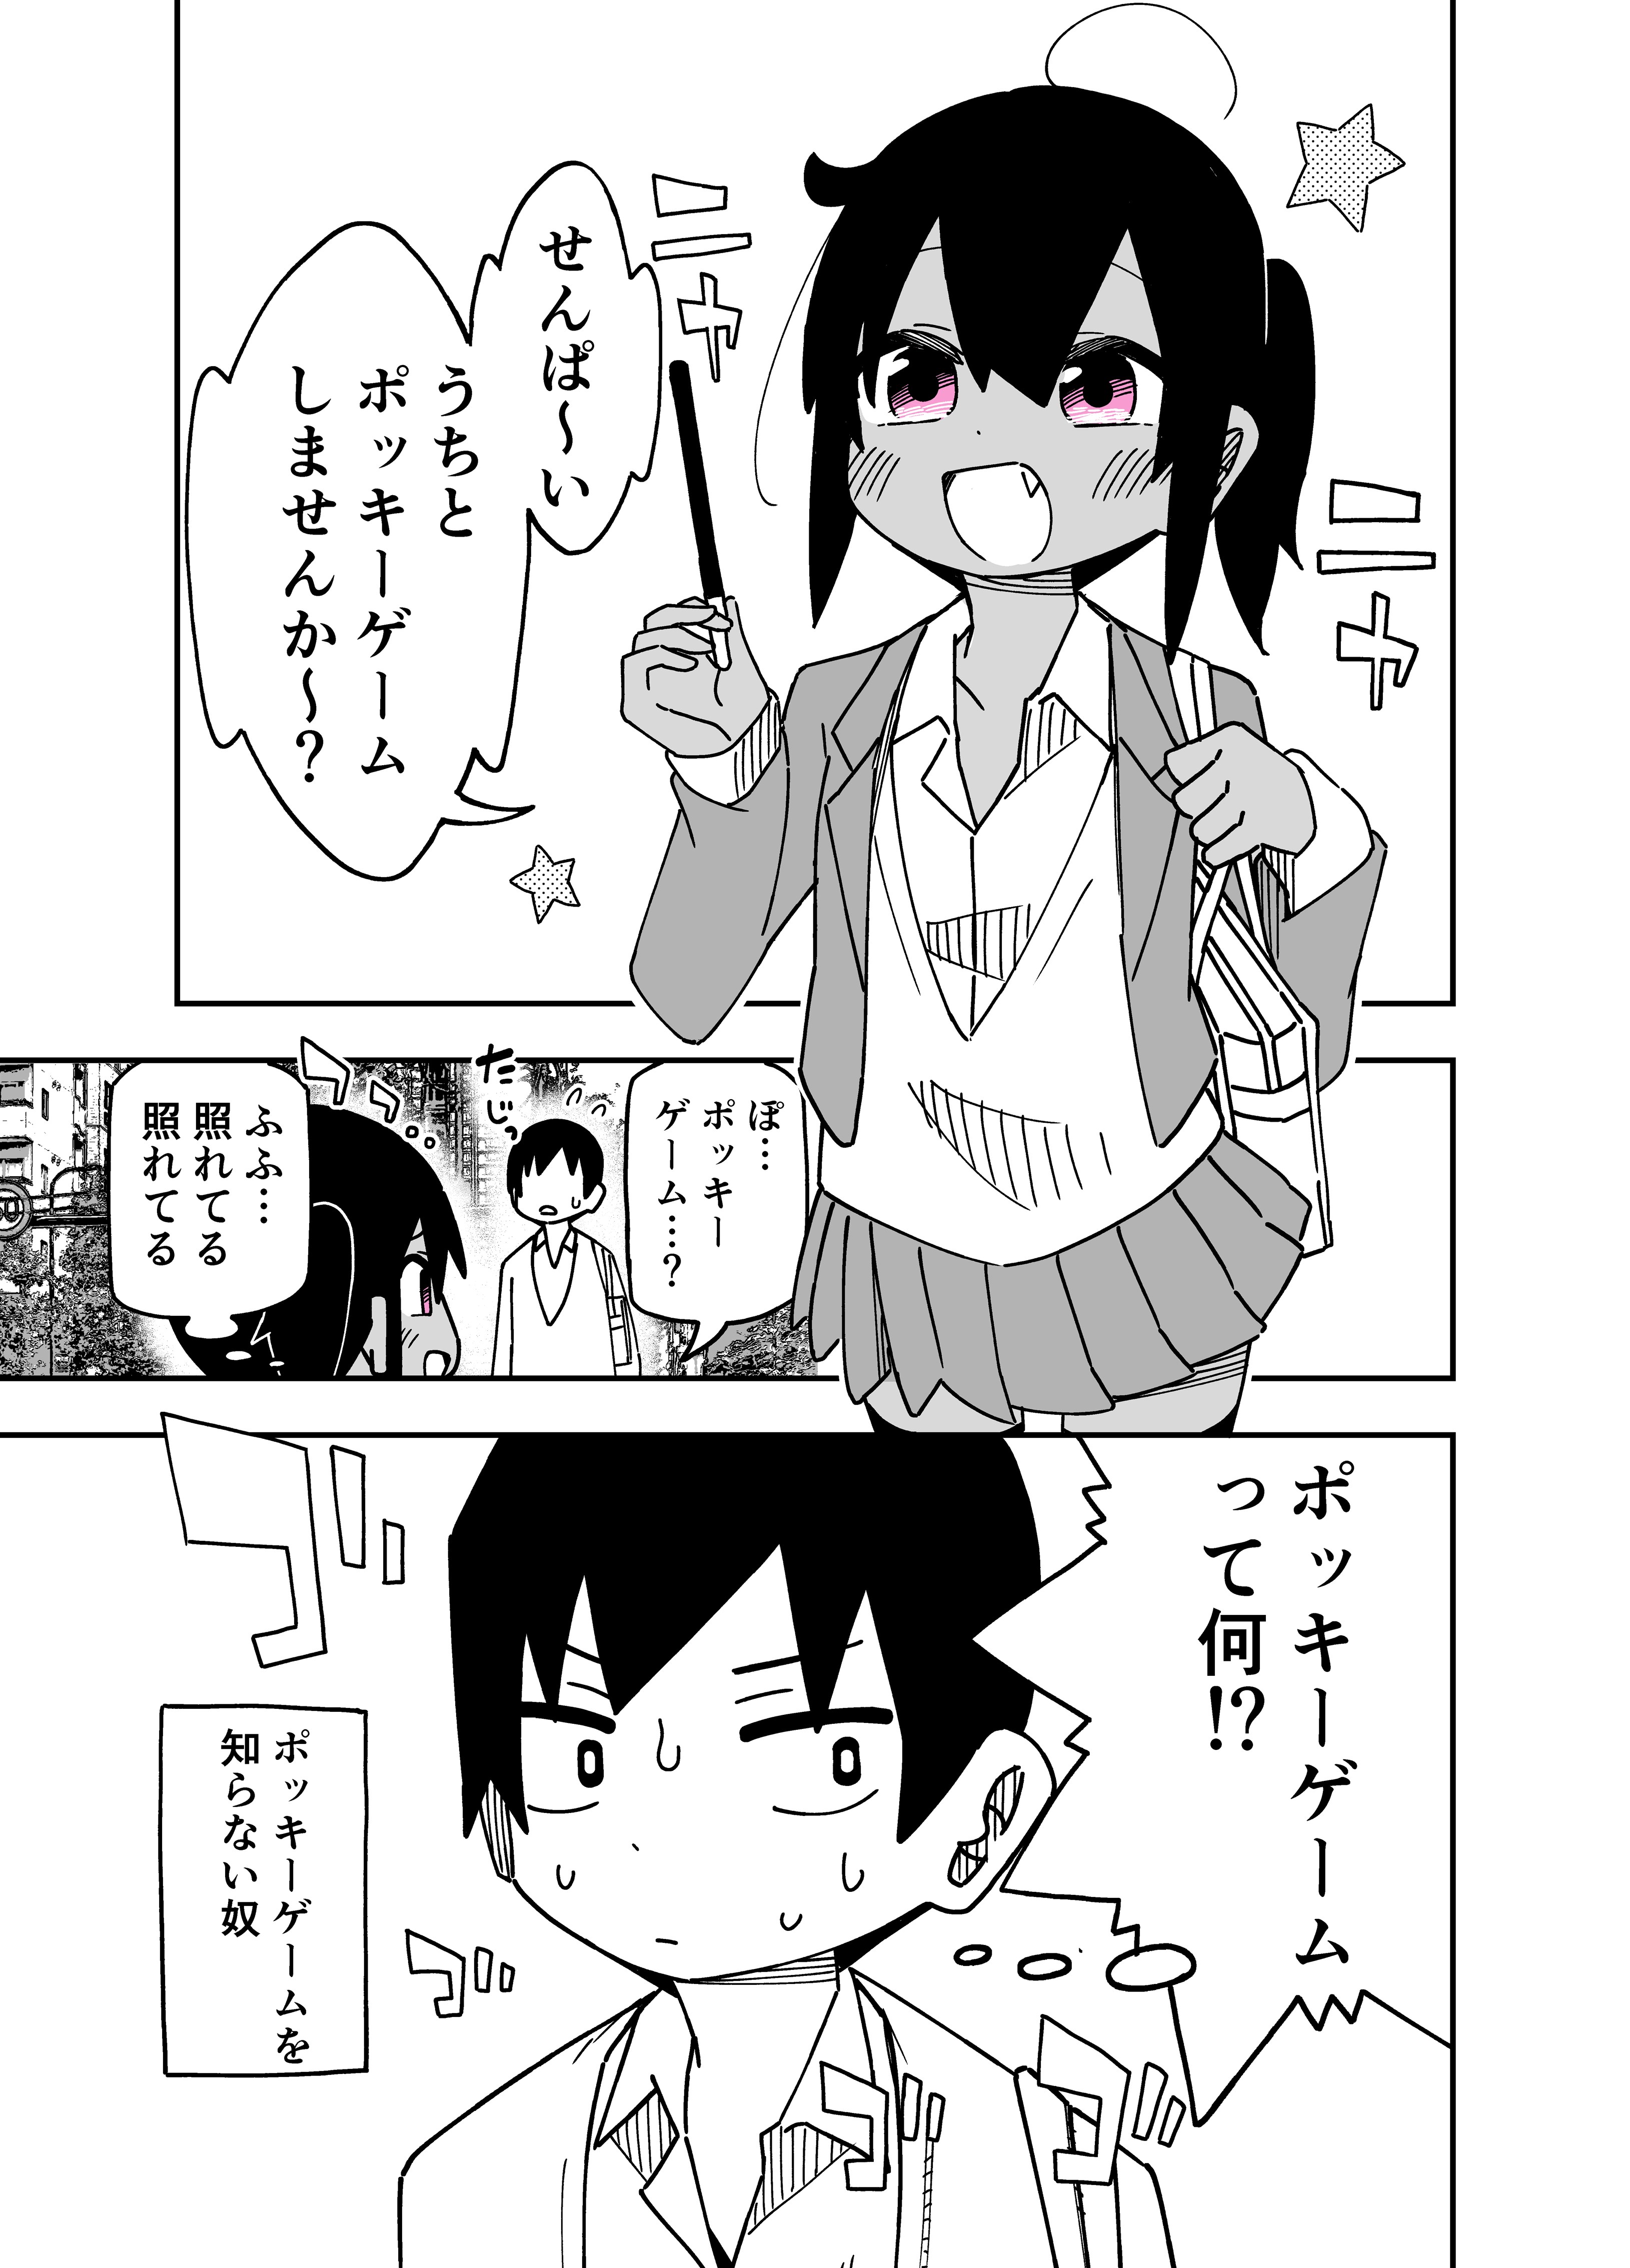 せんぱ～い
うちと
ポッキーゲーム
しませんか～？
ニヤ
ニヤ
ぽ…
ポッキー
ゲーム…？
たじっ
ふふ…
照れてる
照れてる
ポッキーゲーム
って何!?
ポッキーゲームを
知らない奴